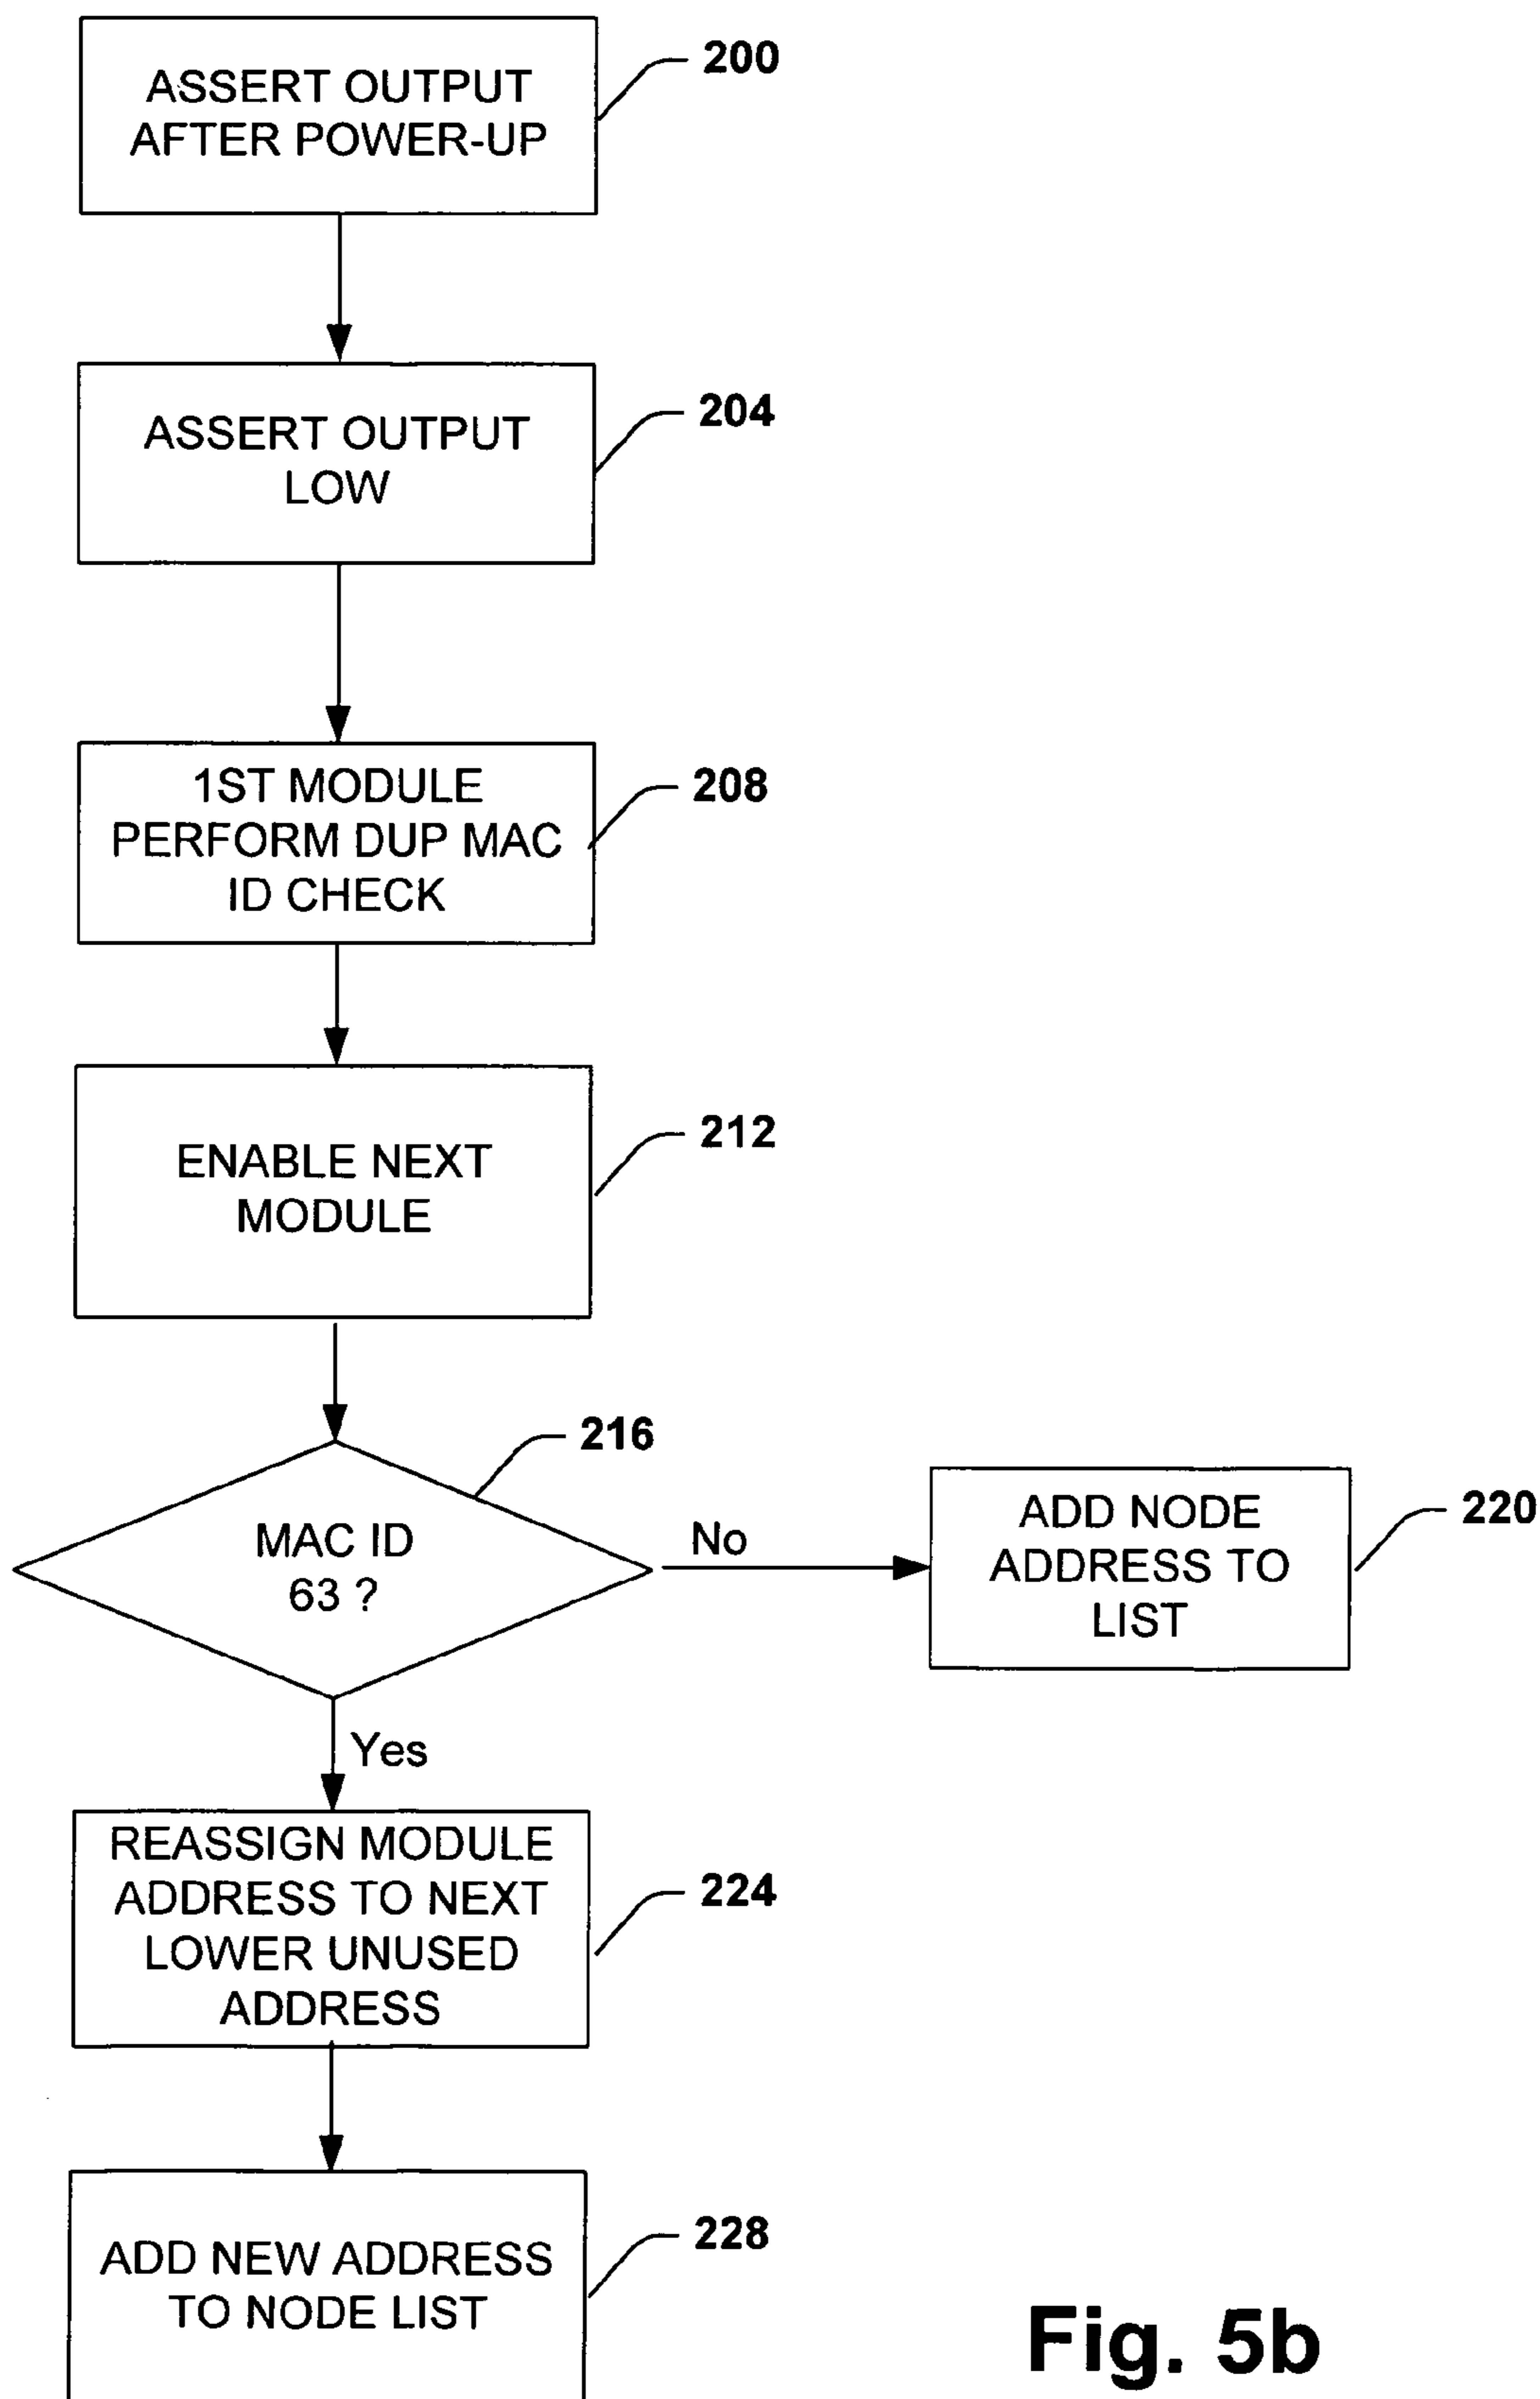 ASSERT OUTPUT
AFTER POWER-UP
200
ASSERT OUTPUT
LOW
204
1ST MODULE
PERFORM DUP MAC
ID CHECK
208
ENABLE NEXT
MODULE
212
216
MAC ID
63 ?
No
ADD NODE
ADDRESS TO
LIST
220
Yes
REASSIGN MODULE
ADDRESS TO NEXT
LOWER UNUSED
ADDRESS
224
ADD NEW ADDRESS
TO NODE LIST
228
Fig. 5b